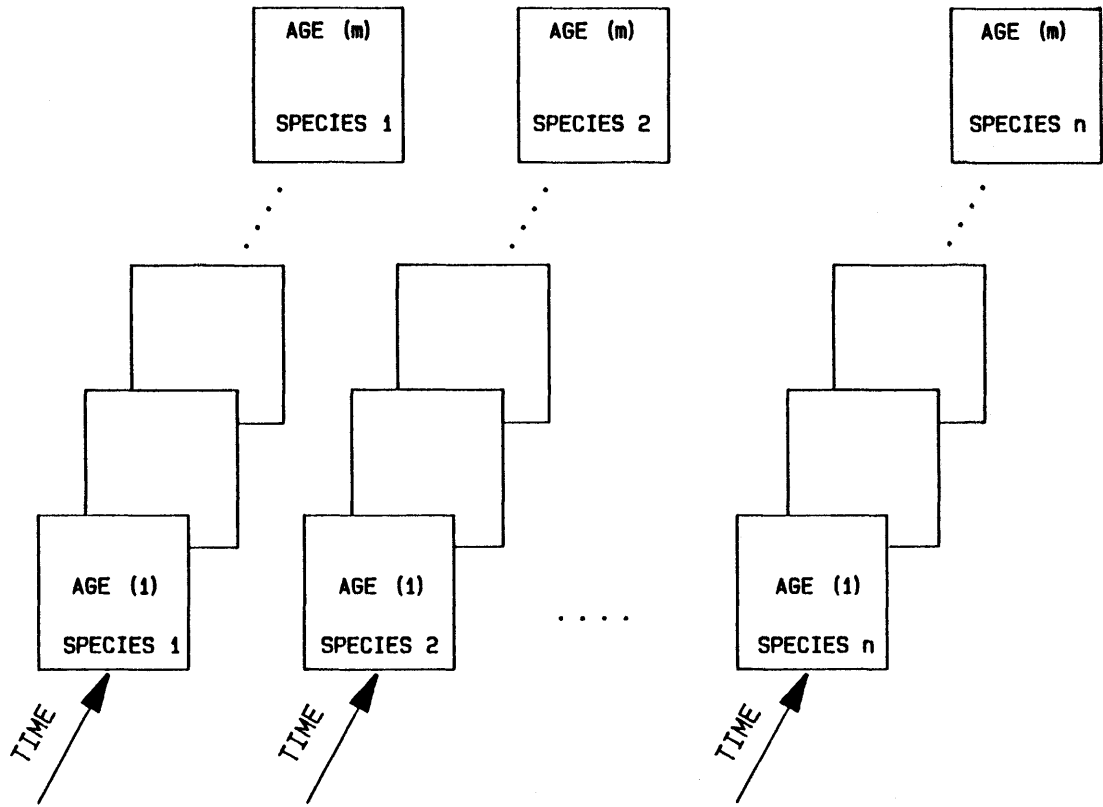 AGE (m)
SPECIES 1
AGE (m)
SPECIES 2
AGE (m)
SPECIES n
AGE (1)
SPECIES 1
AGE (1)
SPECIES 2
. . . .
AGE (1)
SPECIES n
TIME
TIME
TIME